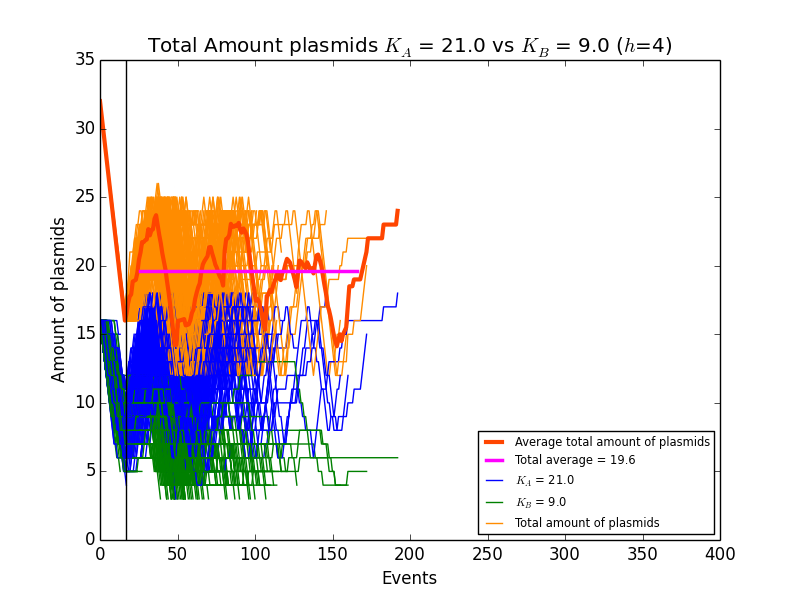 Total Amount plasmids K_A = 21.0 vs K_B = 9.0 (h=4)
35
30
25
20
15
10
5
0
Amount of plasmids
0 50 100 150 200 250 300 350 400
Events
Average total amount of plasmids
Total average = 19.6
K_A = 21.0
K_B = 9.0
Total amount of plasmids